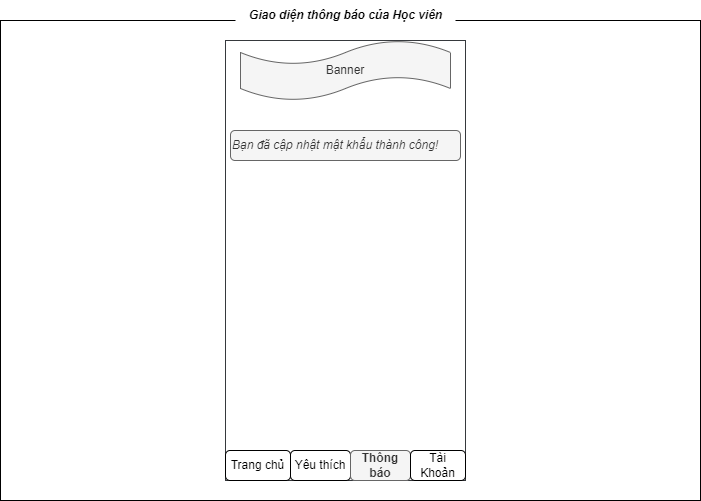 Giao diện thông báo của Học viên
Banner
Bạn đã cập nhật mật khẩu thành công!
Trang chủ
Yêu thích
Thông
báo
Tài
Khoản